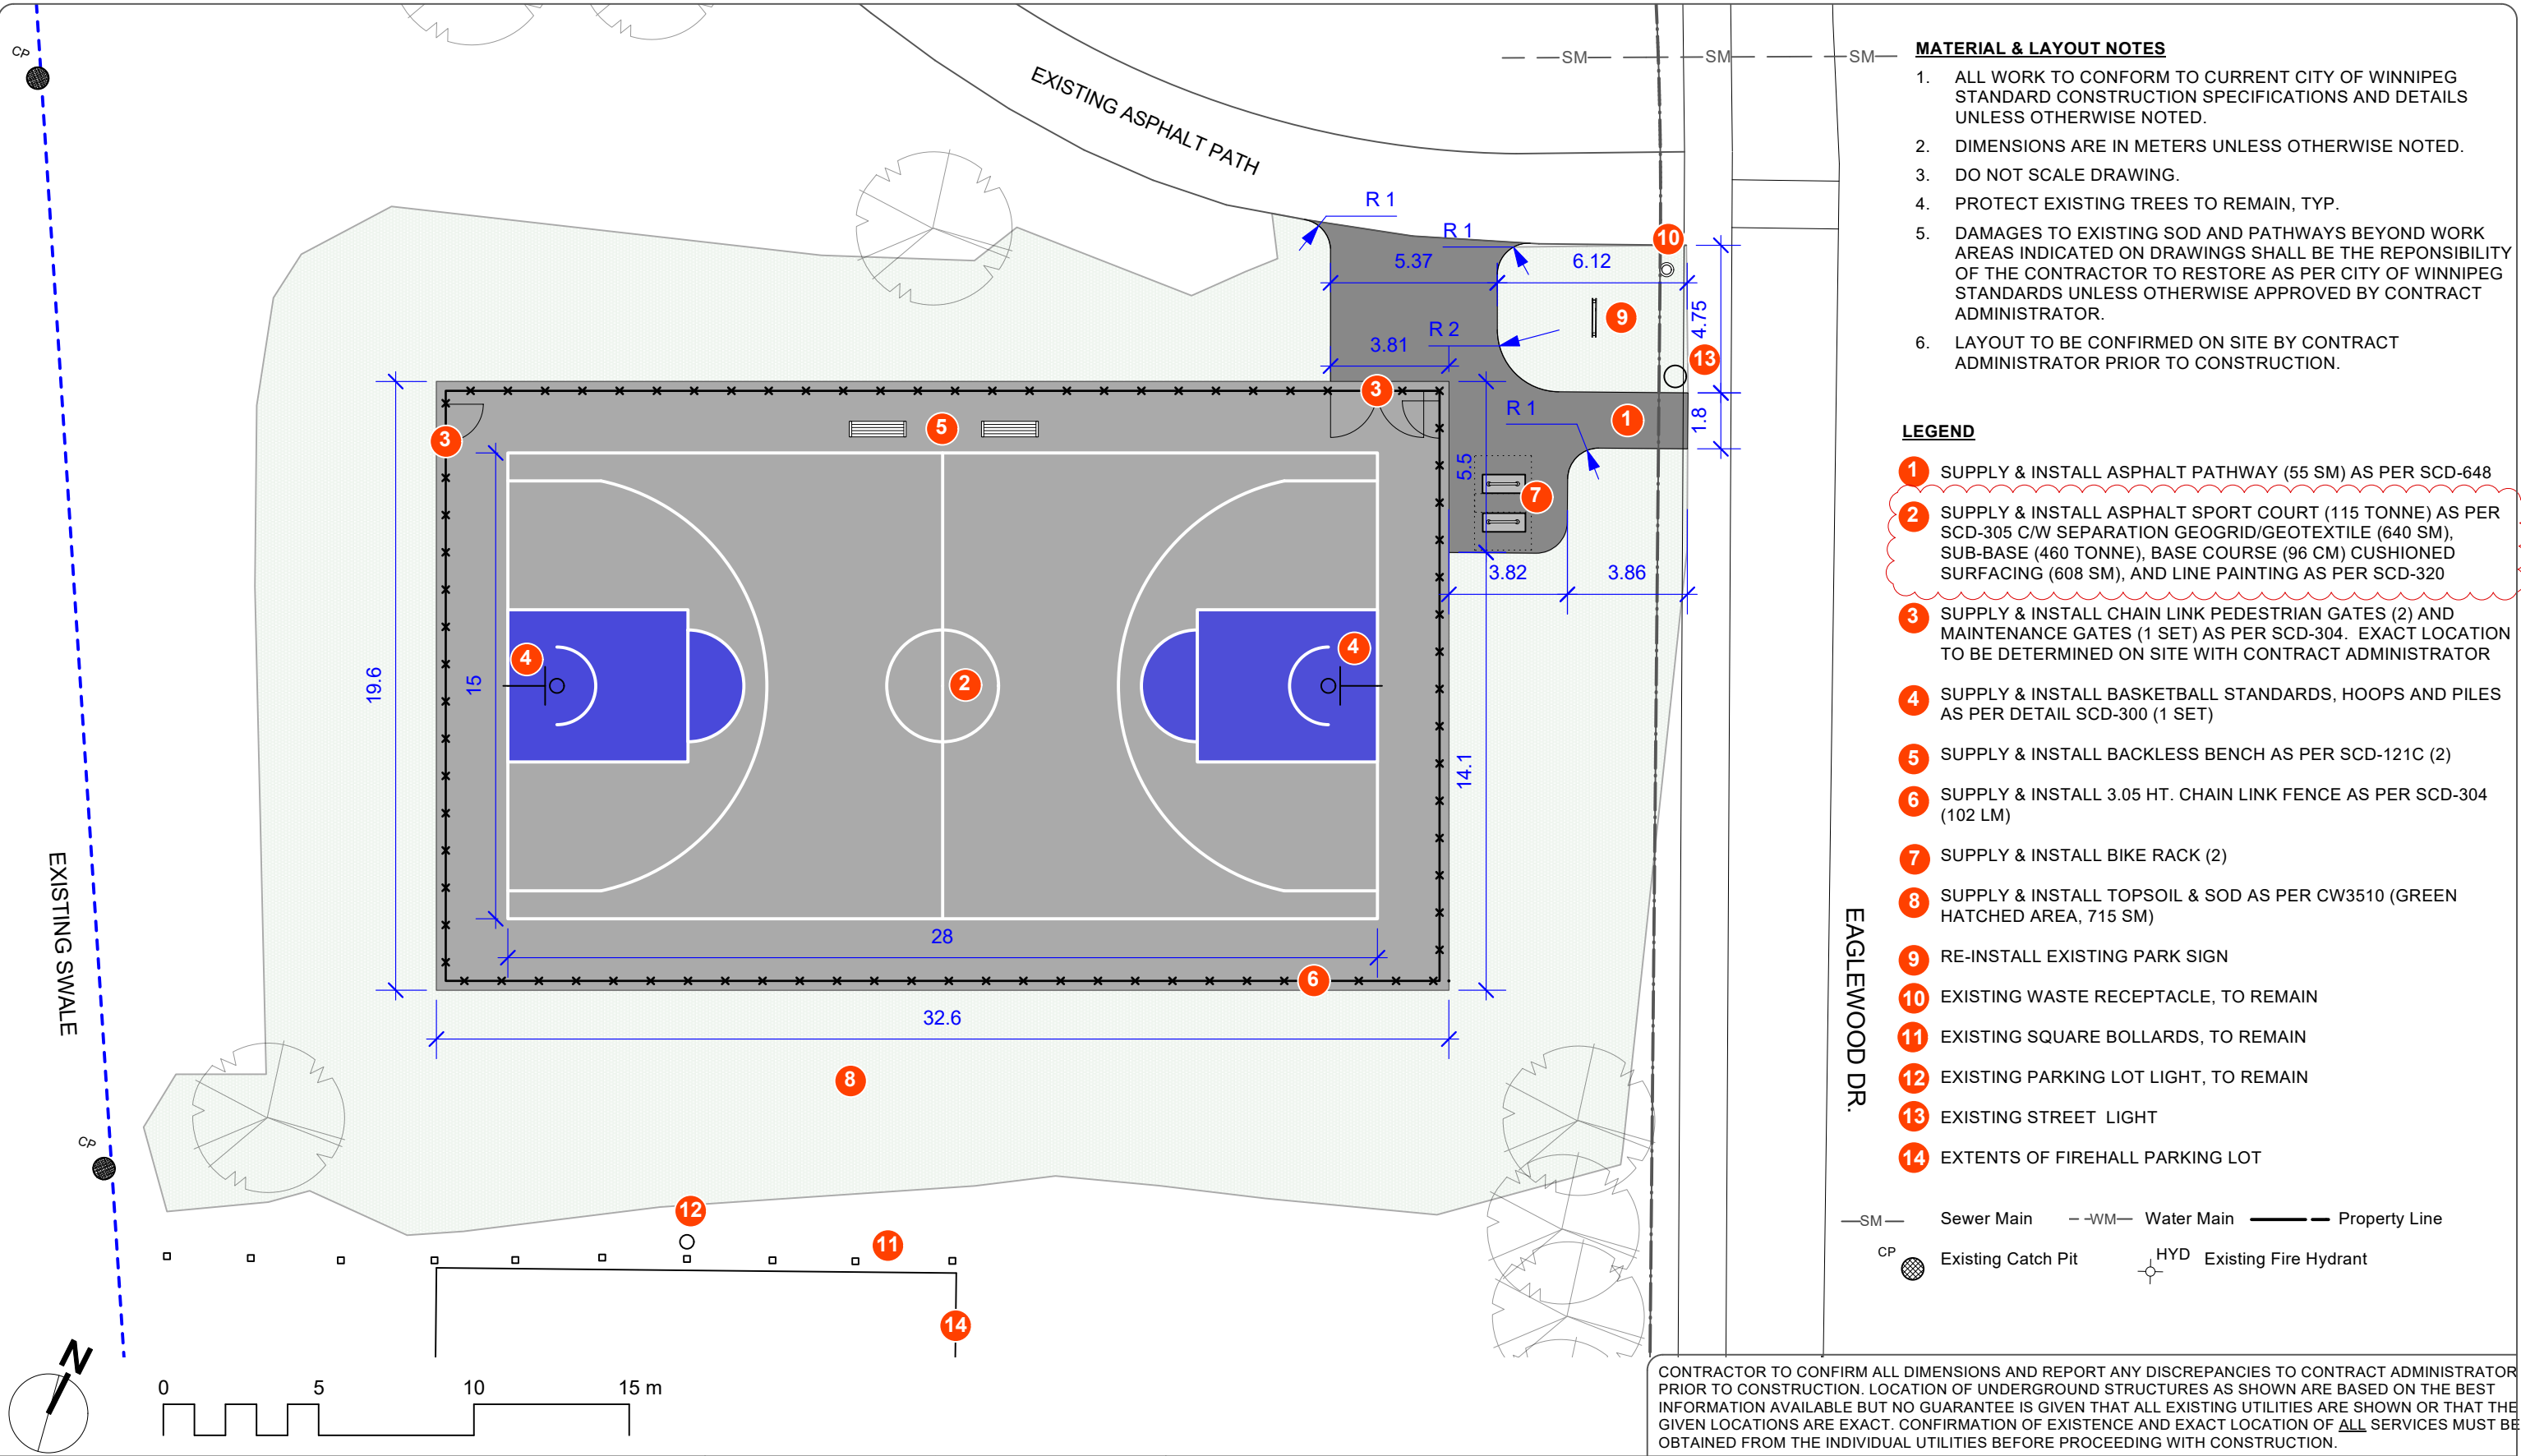 CP
EXISTING ASPHALT PATH
SM
SM
SM
R 1
R 1
10
5.37
6.12
9
4.75
R 2
3.81
13
3
5
3
R 1
1
1.8
5.5
7
3.82
3.86
4
4
2
19.6
15
14.1
28
6
32.6
8
EXISTING SWALE
CP
EAGLEWOOD DR.
12
11
14
N
0 5 10 15 m
MATERIAL & LAYOUT NOTES
1. ALL WORK TO CONFORM TO CURRENT CITY OF WINNIPEG
STANDARD CONSTRUCTION SPECIFICATIONS AND DETAILS
UNLESS OTHERWISE NOTED.
2. DIMENSIONS ARE IN METERS UNLESS OTHERWISE NOTED.
3. DO NOT SCALE DRAWING.
4. PROTECT EXISTING TREES TO REMAIN, TYP.
5. DAMAGES TO EXISTING SOD AND PATHWAYS BEYOND WORK
AREAS INDICATED ON DRAWINGS SHALL BE THE REPONSIBILITY
OF THE CONTRACTOR TO RESTORE AS PER CITY OF WINNIPEG
STANDARDS UNLESS OTHERWISE APPROVED BY CONTRACT
ADMINISTRATOR.
6. LAYOUT TO BE CONFIRMED ON SITE BY CONTRACT
ADMINISTRATOR PRIOR TO CONSTRUCTION.
LEGEND
1 SUPPLY & INSTALL ASPHALT PATHWAY (55 SM) AS PER SCD-648
2 SUPPLY & INSTALL ASPHALT SPORT COURT (115 TONNE) AS PER
SCD-305 C/W SEPARATION GEOGRID/GEOTEXTILE (640 SM),
SUB-BASE (460 TONNE), BASE COURSE (96 CM) CUSHIONED
SURFACING (608 SM), AND LINE PAINTING AS PER SCD-320
3 SUPPLY & INSTALL CHAIN LINK PEDESTRIAN GATES (2) AND
MAINTENANCE GATES (1 SET) AS PER SCD-304. EXACT LOCATION
TO BE DETERMINED ON SITE WITH CONTRACT ADMINISTRATOR
4 SUPPLY & INSTALL BASKETBALL STANDARDS, HOOPS AND PILES
AS PER DETAIL SCD-300 (1 SET)
5 SUPPLY & INSTALL BACKLESS BENCH AS PER SCD-121C (2)
6 SUPPLY & INSTALL 3.05 HT. CHAIN LINK FENCE AS PER SCD-304
(102 LM)
7 SUPPLY & INSTALL BIKE RACK (2)
8 SUPPLY & INSTALL TOPSOIL & SOD AS PER CW3510 (GREEN
HATCHED AREA, 715 SM)
9 RE-INSTALL EXISTING PARK SIGN
10 EXISTING WASTE RECEPTACLE, TO REMAIN
11 EXISTING SQUARE BOLLARDS, TO REMAIN
12 EXISTING PARKING LOT LIGHT, TO REMAIN
13 EXISTING STREET LIGHT
14 EXTENTS OF FIREHALL PARKING LOT
SM Sewer Main WM Water Main Property Line
CP Existing Catch Pit HYD Existing Fire Hydrant
CONTRACTOR TO CONFIRM ALL DIMENSIONS AND REPORT ANY DISCREPANCIES TO CONTRACT ADMINISTRATOR
PRIOR TO CONSTRUCTION. LOCATION OF UNDERGROUND STRUCTURES AS SHOWN ARE BASED ON THE BEST
INFORMATION AVAILABLE BUT NO GUARANTEE IS GIVEN THAT ALL EXISTING UTILITIES ARE SHOWN OR THAT THE
GIVEN LOCATIONS ARE EXACT. CONFIRMATION OF EXISTENCE AND EXACT LOCATION OF ALL SERVICES MUST BE
OBTAINED FROM THE INDIVIDUAL UTILITIES BEFORE PROCEEDING WITH CONSTRUCTION.